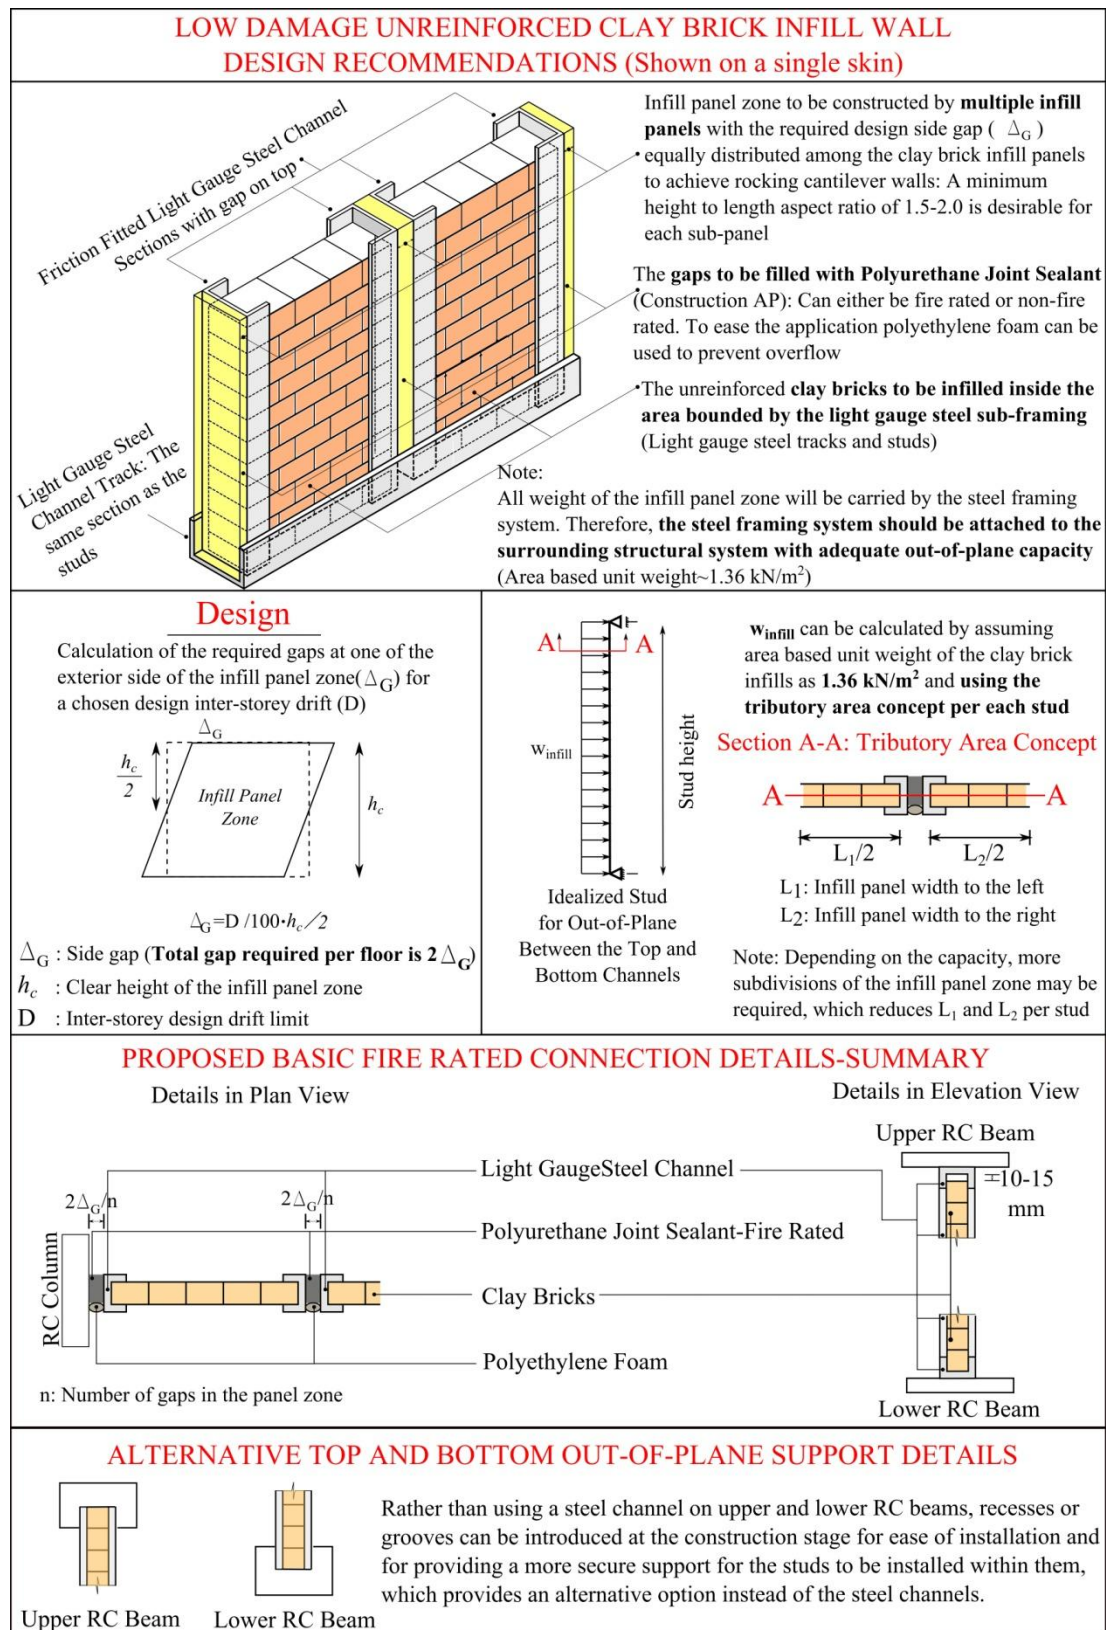 LOW DAMAGE UNREINFORCED CLAY BRICK INFILL WALL
DESIGN RECOMMENDATIONS (Shown on a single skin)
Friction Fitted Light Gauge Steel Channel
Sections with gap on top
Light Gauge Steel
Channel Track: The
same section as the
studs
Infill panel zone to be constructed by multiple infill
panels with the required design side gap ( ΔG )
equally distributed among the clay brick infill panels
to achieve rocking cantilever walls: A minimum
height to length aspect ratio of 1.5-2.0 is desirable for
each sub-panel
The gaps to be filled with Polyurethane Joint Sealant
(Construction AP): Can either be fire rated or non-fire
rated. To ease the application polyethylene foam can be
used to prevent overflow
The unreinforced clay bricks to be infilled inside the
area bounded by the light gauge steel sub-framing
(Light gauge steel tracks and studs)
Note:
All weight of the infill panel zone will be carried by the steel framing
system. Therefore, the steel framing system should be attached to the
surrounding structural system with adequate out-of-plane capacity
(Area based unit weight~1.36 kN/m²)
Design
Calculation of the required gaps at one of the
exterior side of the infill panel zone(ΔG) for
a chosen design inter-storey drift (D)
ΔG
hc/2
Infill Panel
Zone
hc
ΔG=D /100·hc/2
ΔG : Side gap (Total gap required per floor is 2 ΔG)
hc : Clear height of the infill panel zone
D : Inter-storey design drift limit
A A
winfill
Stud height
Idealized Stud
for Out-of-Plane
Between the Top and
Bottom Channels
winfill can be calculated by assuming
area based unit weight of the clay brick
infills as 1.36 kN/m² and using the
tributary area concept per each stud
Section A-A: Tributary Area Concept
A A
L1/2 L2/2
L1: Infill panel width to the left
L2: Infill panel width to the right
Note: Depending on the capacity, more
subdivisions of the infill panel zone may be
required, which reduces L1 and L2 per stud
PROPOSED BASIC FIRE RATED CONNECTION DETAILS-SUMMARY
Details in Plan View
Details in Elevation View
Upper RC Beam
Light GaugeSteel Channel
10-15
mm
2ΔG/n 2ΔG/n
Polyurethane Joint Sealant-Fire Rated
RC Column
Clay Bricks
Polyethylene Foam
n: Number of gaps in the panel zone
Lower RC Beam
ALTERNATIVE TOP AND BOTTOM OUT-OF-PLANE SUPPORT DETAILS
Rather than using a steel channel on upper and lower RC beams, recesses or
grooves can be introduced at the construction stage for ease of installation and
for providing a more secure support for the studs to be installed within them,
which provides an alternative option instead of the steel channels.
Upper RC Beam Lower RC Beam